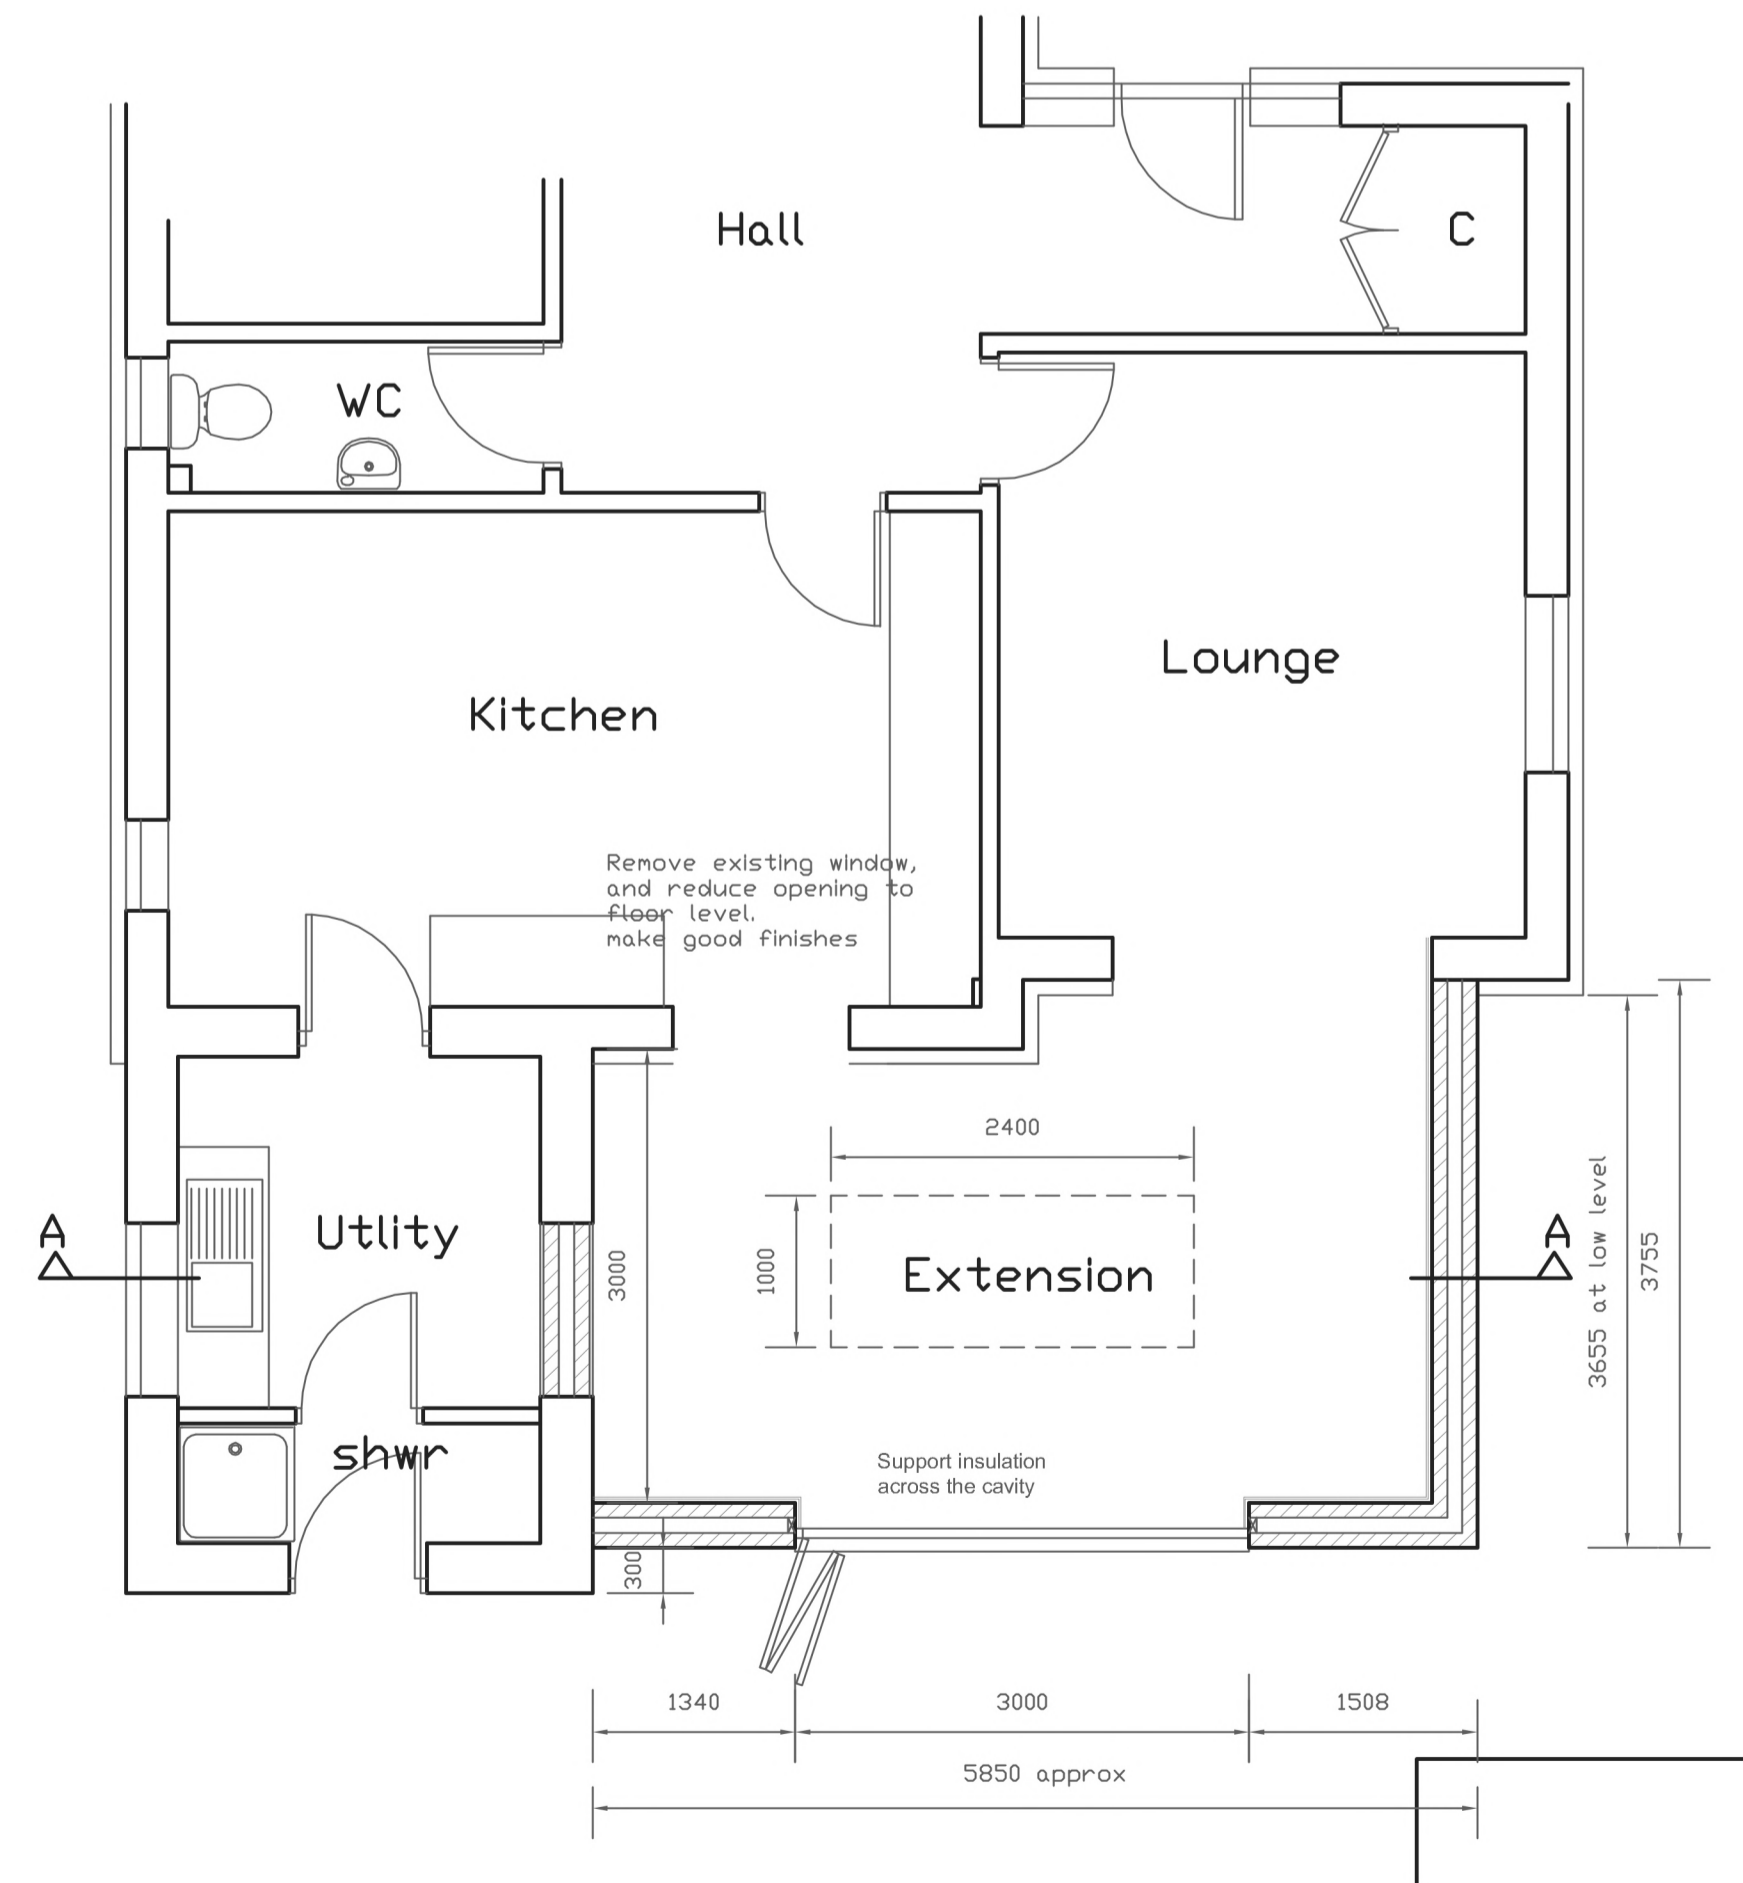 Hall
C
WC
Lounge
Kitchen
Remove existing window,
and reduce opening to
floor level.
make good finishes
2400
A
Utlity
3000
1000
Extension
A
3655 at low level
3755
shwr
Support insulation
across the cavity
300
1340
3000
1508
5850 approx